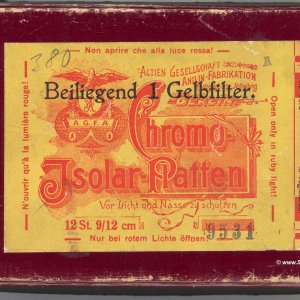 Non aprire che alla luce rossa!
380
ACTIEN GESELLSCHAFT
ANILIN-FABRIKATION
BERLIN
Beiliegend 1 Gelbfilter.
A.G.F.A
Chromo-
Isolar-Platten
Vor Licht und Nässe zu schützen.
12 St. 9/12 cm
9531
Nur bei rotem Lichte öffnen!
N'ouvrir qu'à la lumière rouge!
Open only in ruby light!